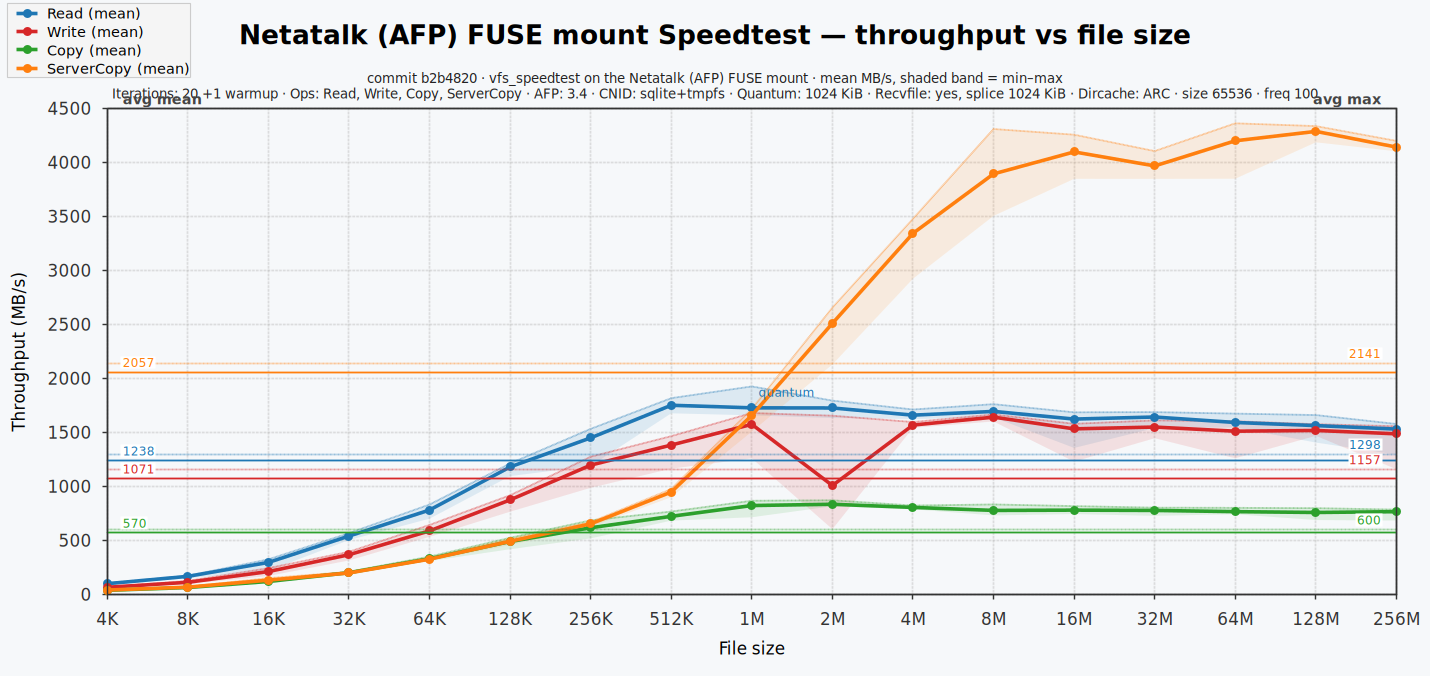 Read (mean)
Write (mean)
Copy (mean)
ServerCopy (mean)
Netatalk (AFP) FUSE mount Speedtest — throughput vs file size
commit b2b4820 · vfs_speedtest on the Netatalk (AFP) FUSE mount · mean MB/s, shaded band = min–max
Iterations: 20 +1 warmup · Ops: Read, Write, Copy, ServerCopy · AFP: 3.4 · CNID: sqlite+tmpfs · Quantum: 1024 KiB · Recvfile: yes, splice 1024 KiB · Dircache: ARC · size 65536 · freq 100
avg mean
avg max
4500
4000
3500
3000
2500
2000
1500
1000
500
0
Throughput (MB/s)
2057
2141
quantum
1238
1298
1071
1157
570
600
4K 8K 16K 32K 64K 128K 256K 512K 1M 2M 4M 8M 16M 32M 64M 128M 256M
File size